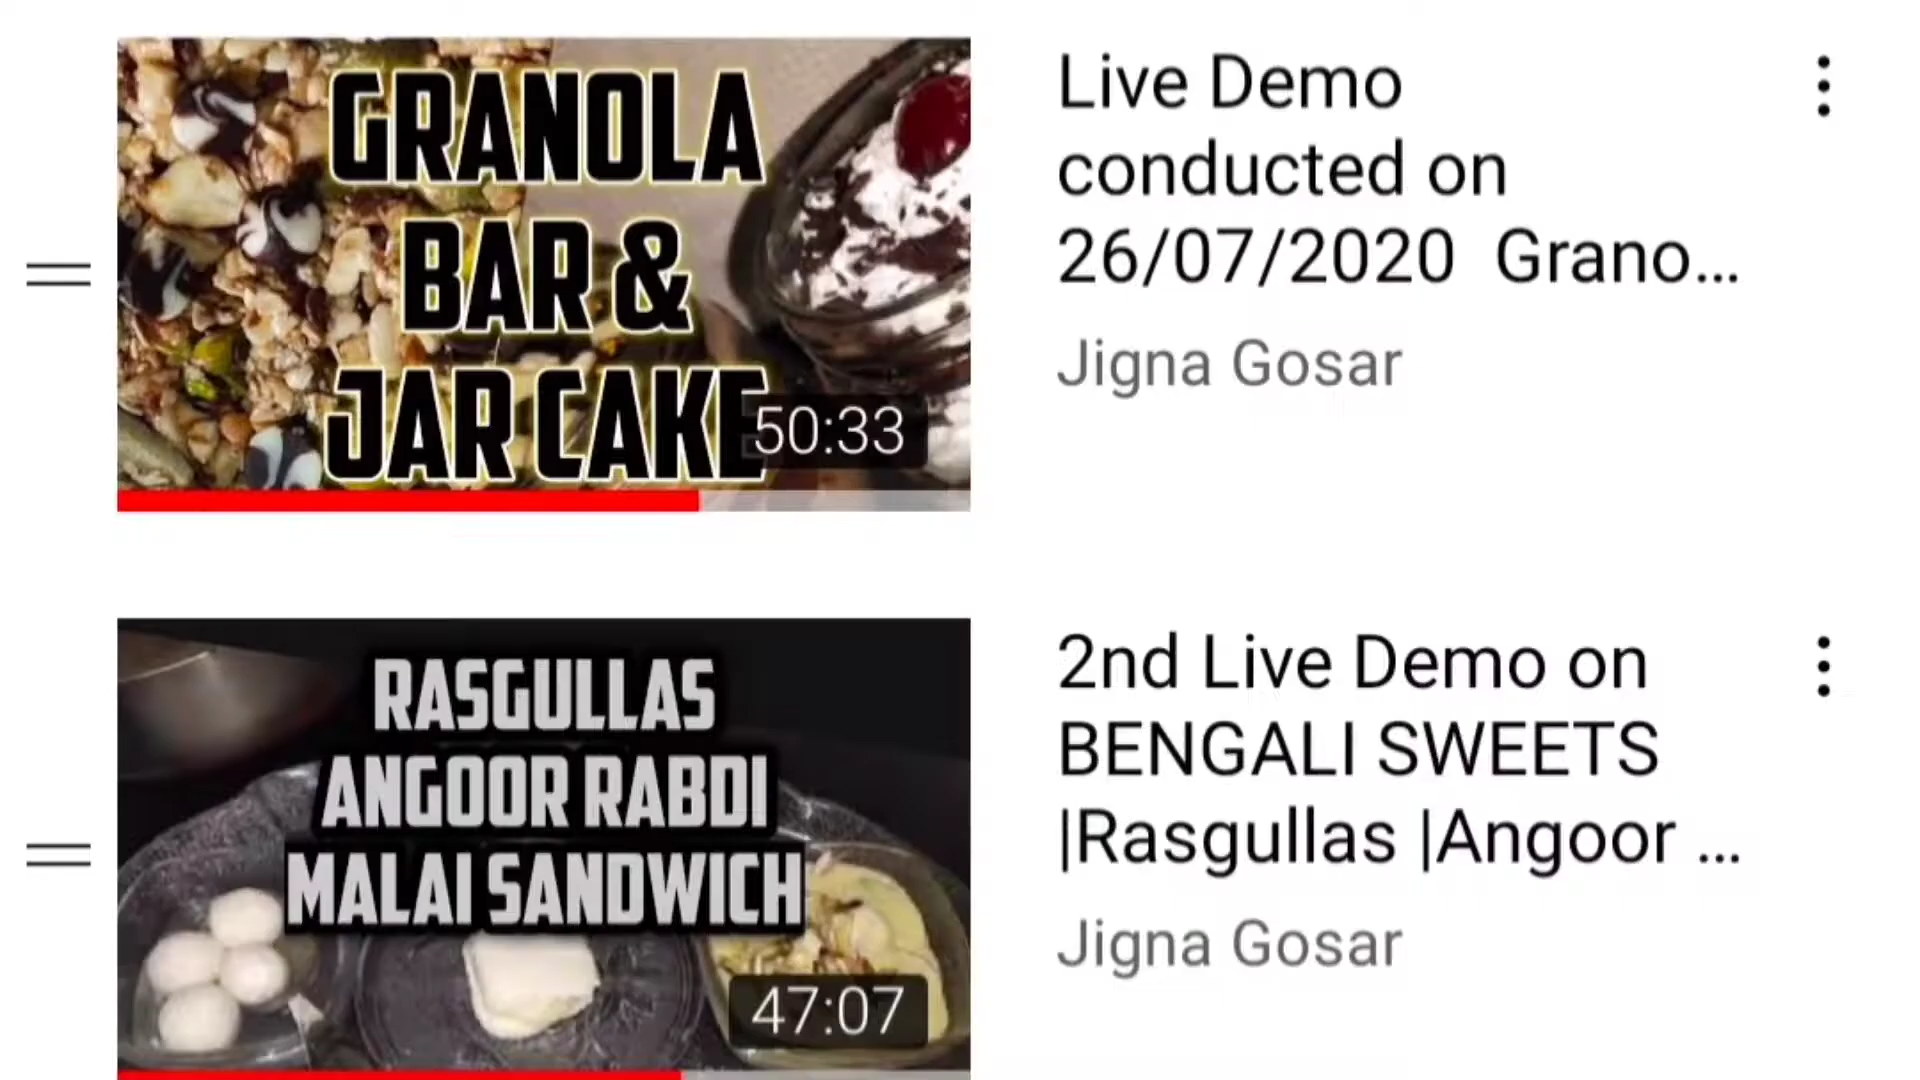 GRANOLA
BAR &
JAR CAKE
50:33
Live Demo
conducted on
26/07/2020 Grano...
Jigna Gosar
RASGULLAS
ANGOOR RABDI
MALAI SANDWICH
47:07
2nd Live Demo on
BENGALI SWEETS
|Rasgullas |Angoor ...
Jigna Gosar